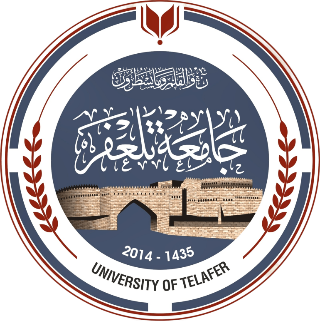 ن والقلم وما يسطرون
جامعة تلعفر
2014 - 1435
UNIVERSITY OF TELAFER